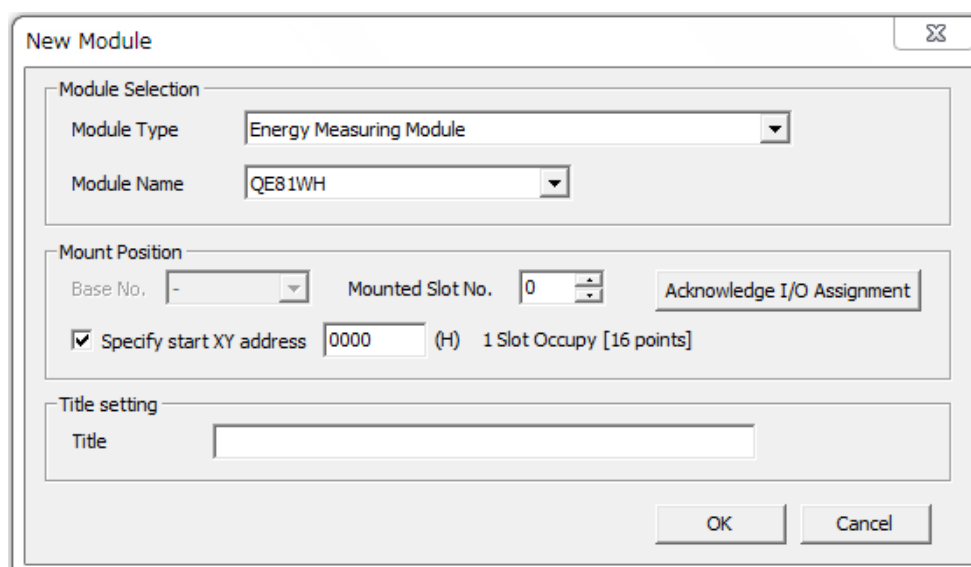 New Module
Module Selection
Module Type Energy Measuring Module
Module Name QE81WH
Mount Position
Base No. - Mounted Slot No. 0 Acknowledge I/O Assignment
Specify start XY address 0000 (H) 1 Slot Occupy [16 points]
Title setting
Title
OK Cancel